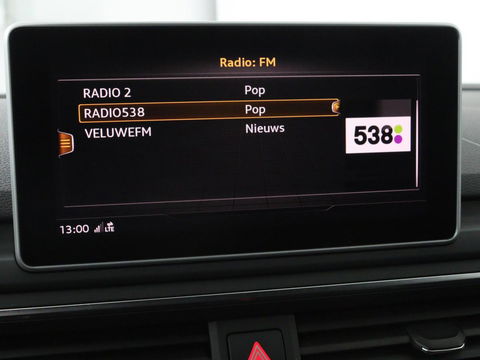 Radio: FM
RADIO 2 Pop
RADIO538 Pop
538
VELUWEFM Nieuws
13:00 LTE